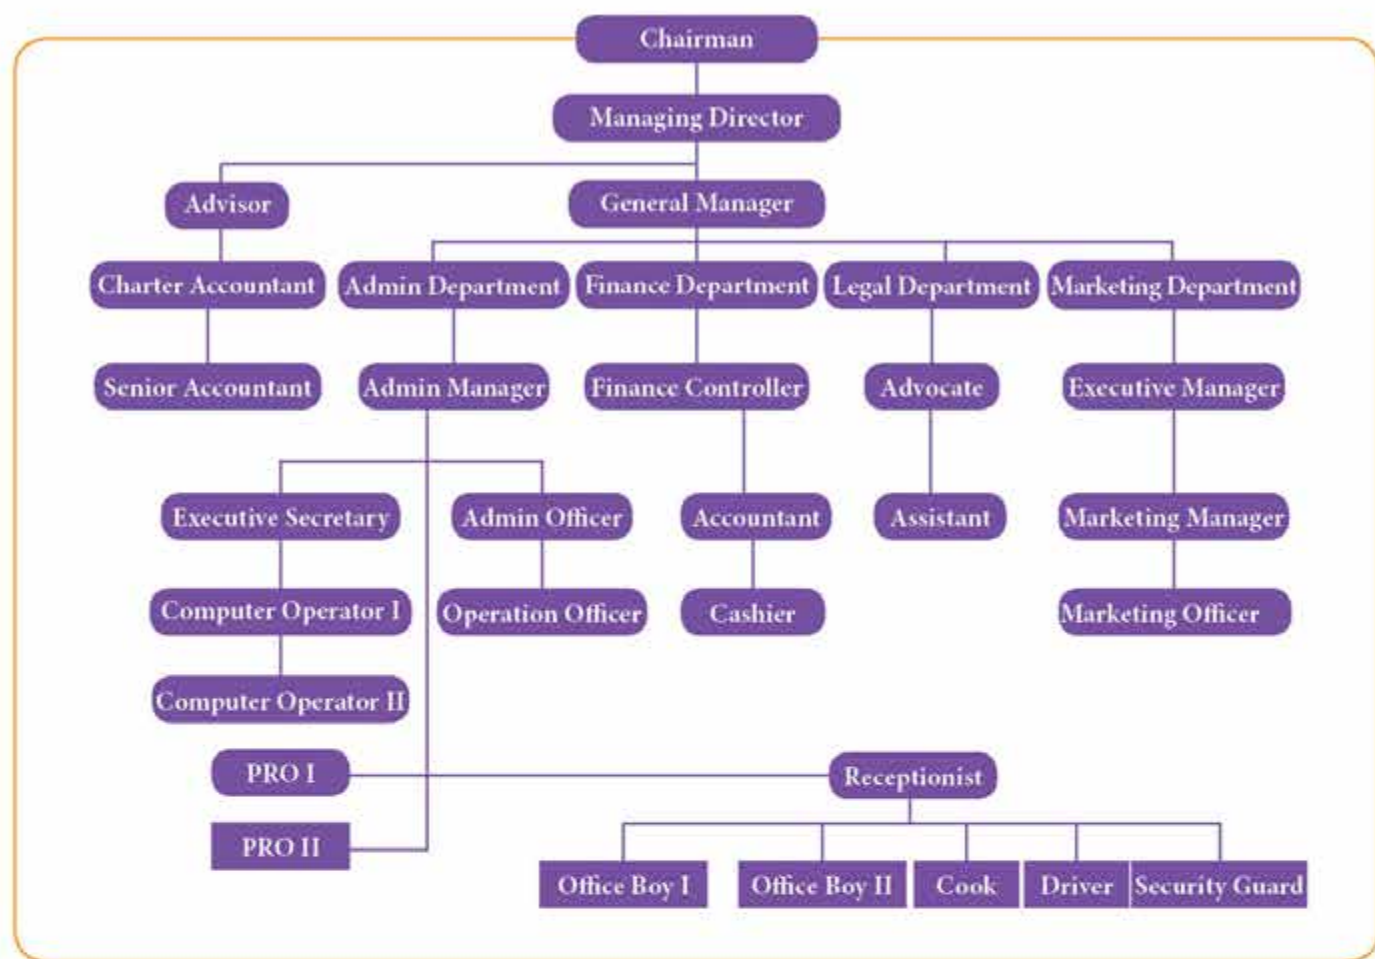 Chairman
Managing Director
Advisor
General Manager
Charter Accountant
Admin Department
Finance Department
Legal Department
Marketing Department
Senior Accountant
Admin Manager
Finance Controller
Advocate
Executive Manager
Executive Secretary
Admin Officer
Accountant
Assistant
Marketing Manager
Computer Operator I
Operation Officer
Cashier
Marketing Officer
Computer Operator II
PRO I
Receptionist
PRO II
Office Boy I
Office Boy II
Cook
Driver
Security Guard